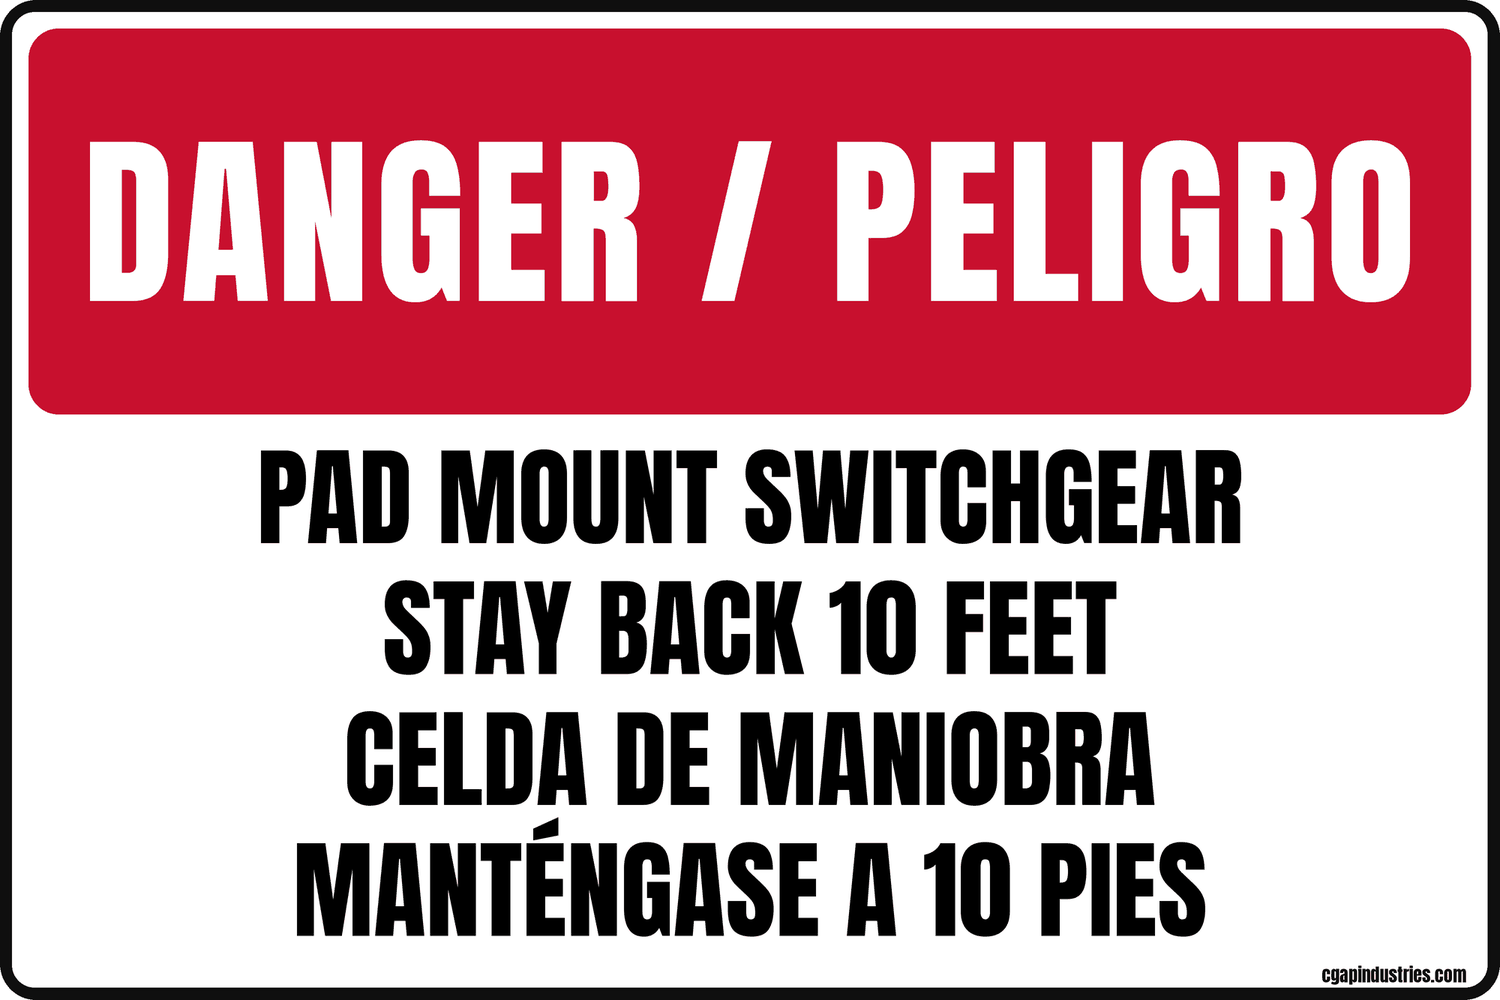 DANGER / PELIGRO
PAD MOUNT SWITCHGEAR
STAY BACK 10 FEET
CELDA DE MANIOBRA
MANTÉNGASE A 10 PIES
cgapindustries.com